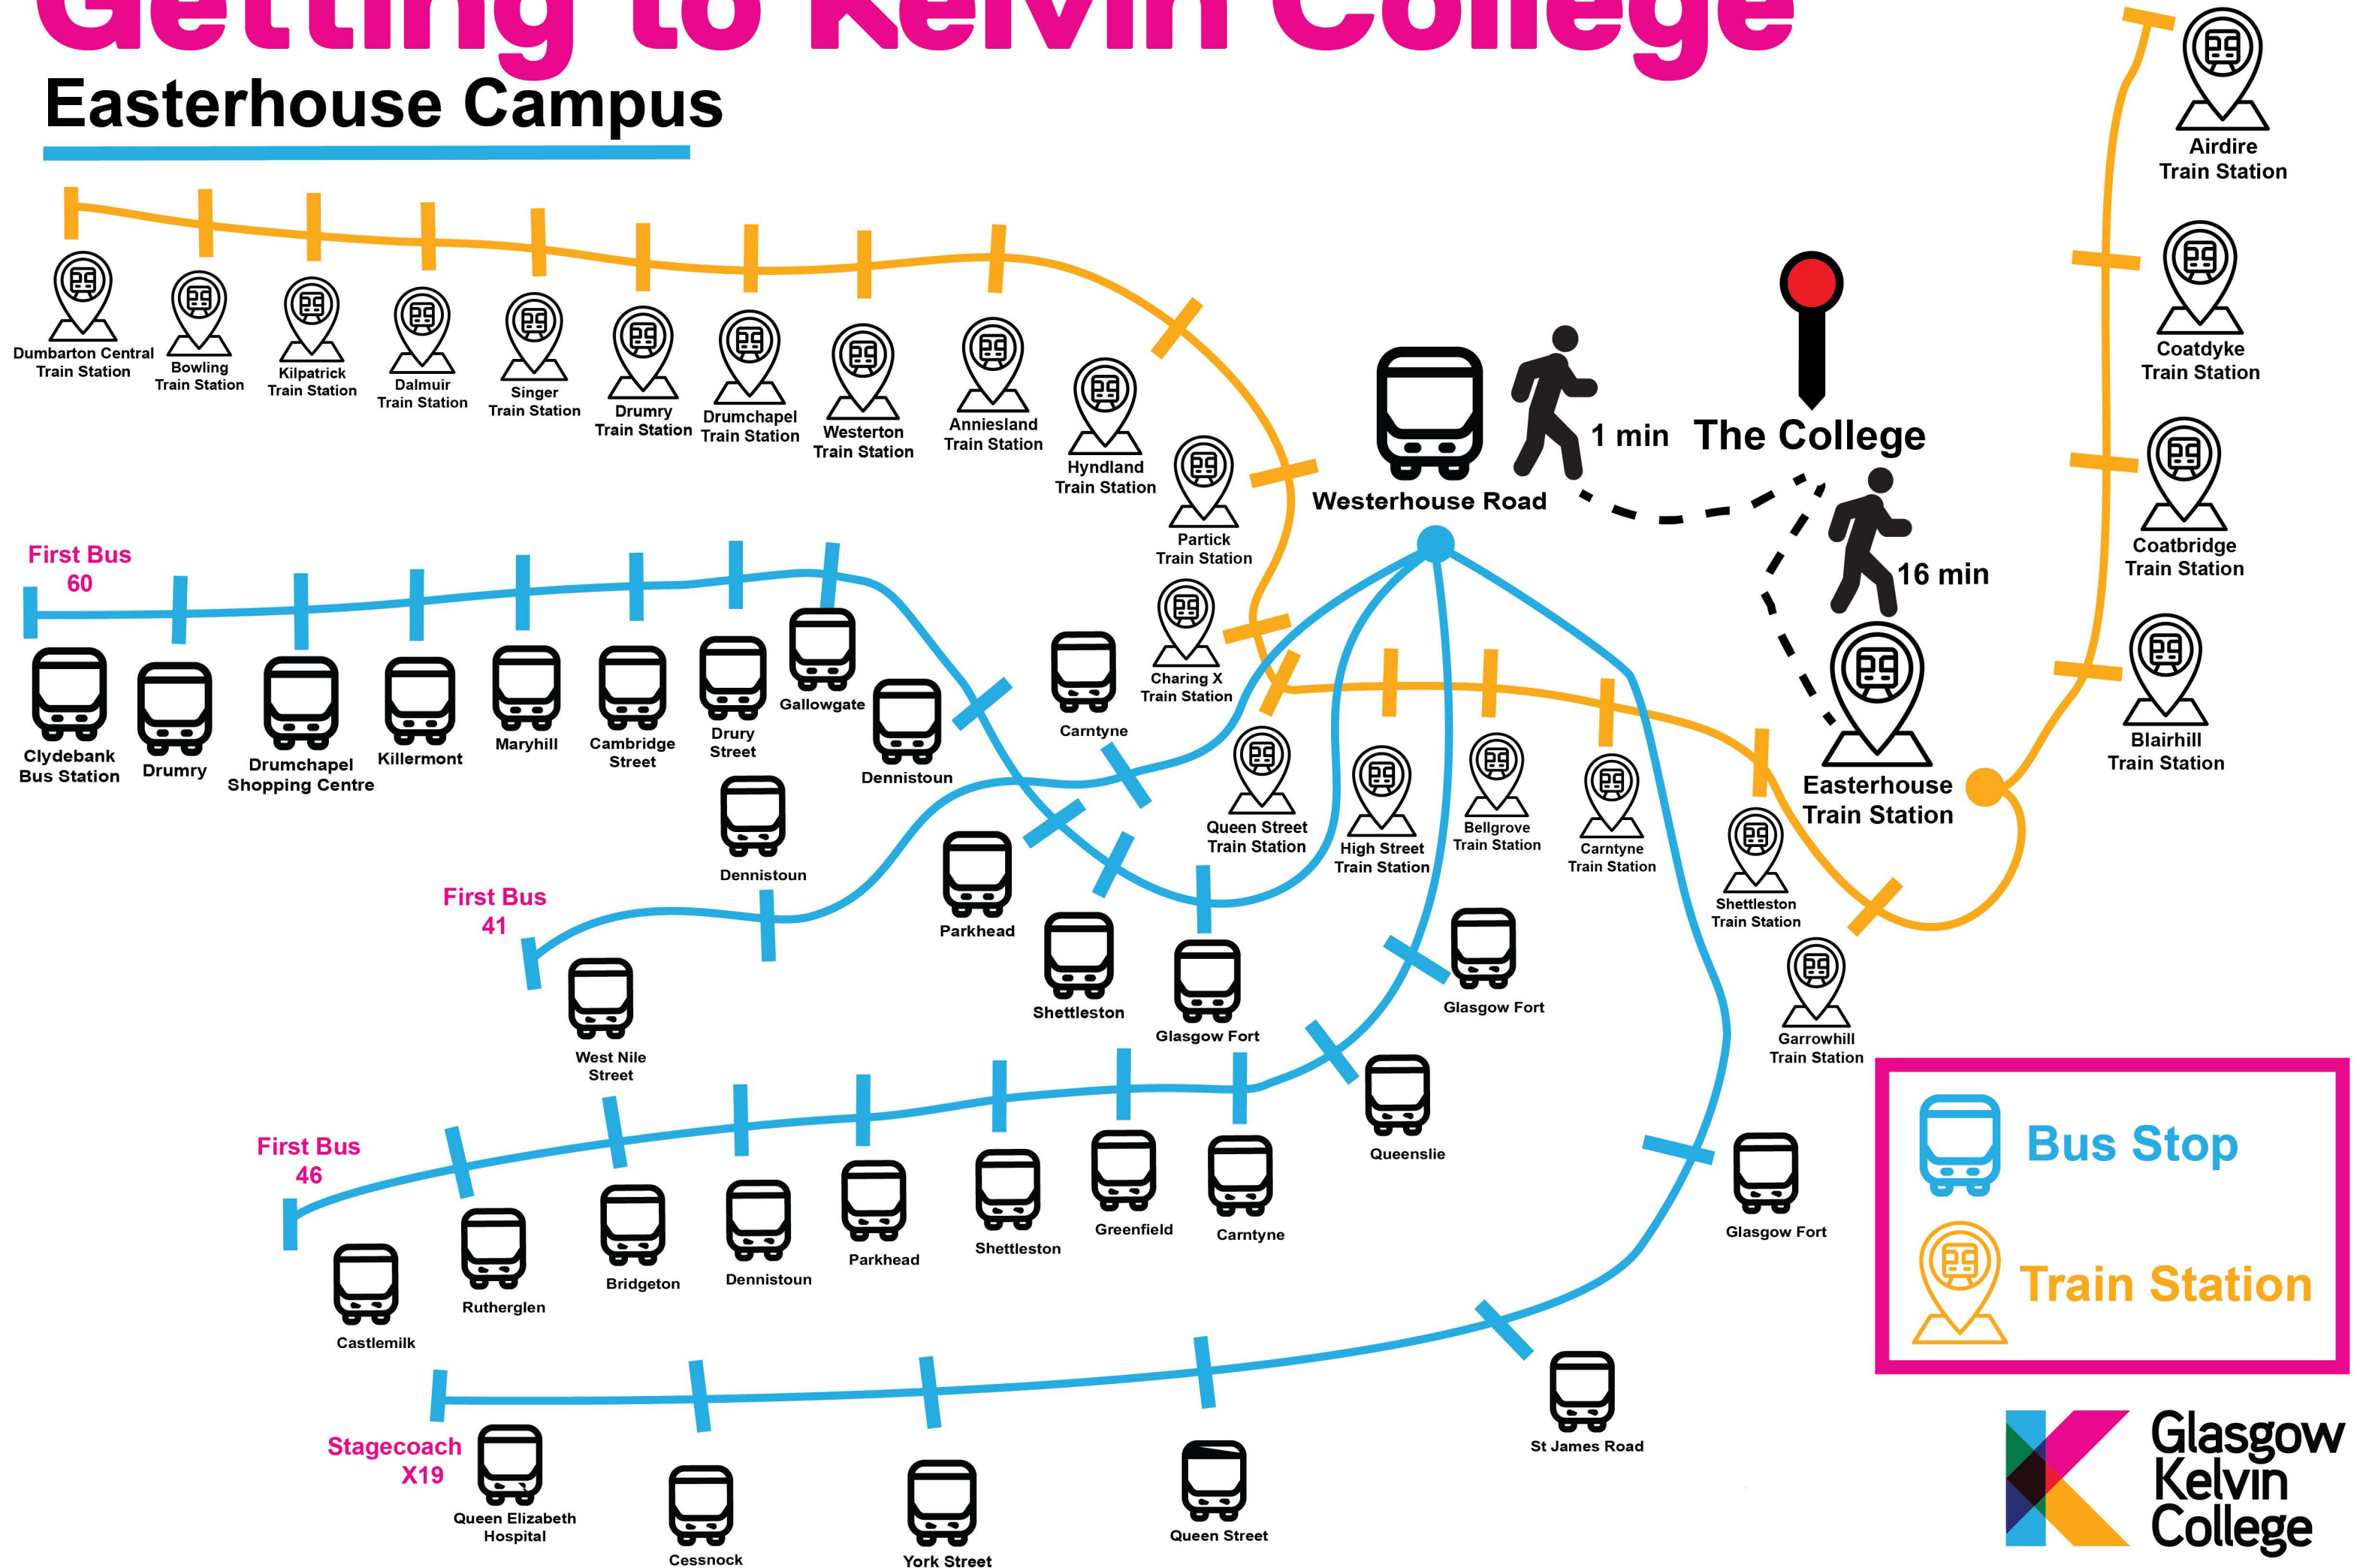 Getting to Kelvin College
Easterhouse Campus
Airdire
Train Station
Coatdyke
Train Station
Coatbridge
Train Station
Blairhill
Train Station
Dumbarton Central
Train Station
Bowling
Train Station
Kilpatrick
Train Station
Dalmuir
Train Station
Singer
Train Station
Drumry
Train Station
Drumchapel
Train Station
Westerton
Train Station
Anniesland
Train Station
Hyndland
Train Station
Partick
Train Station
Charing X
Train Station
Westerhouse Road
1 min
The College
16 min
Easterhouse
Train Station
First Bus
60
Clydebank
Bus Station
Drumry
Drumchapel
Shopping Centre
Killermont
Maryhill
Cambridge
Street
Drury
Street
Gallowgate
Dennistoun
Carntyne
Dennistoun
Queen Street
Train Station
High Street
Train Station
Bellgrove
Train Station
Carntyne
Train Station
Shettleston
Train Station
Garrowhill
Train Station
First Bus
41
West Nile
Street
Parkhead
Shettleston
Glasgow Fort
Glasgow Fort
Queenslie
First Bus
46
Castlemilk
Rutherglen
Bridgeton
Dennistoun
Parkhead
Shettleston
Greenfield
Carntyne
Glasgow Fort
Stagecoach
X19
Queen Elizabeth
Hospital
Cessnock
York Street
Queen Street
St James Road
Bus Stop
Train Station
Glasgow
Kelvin
College